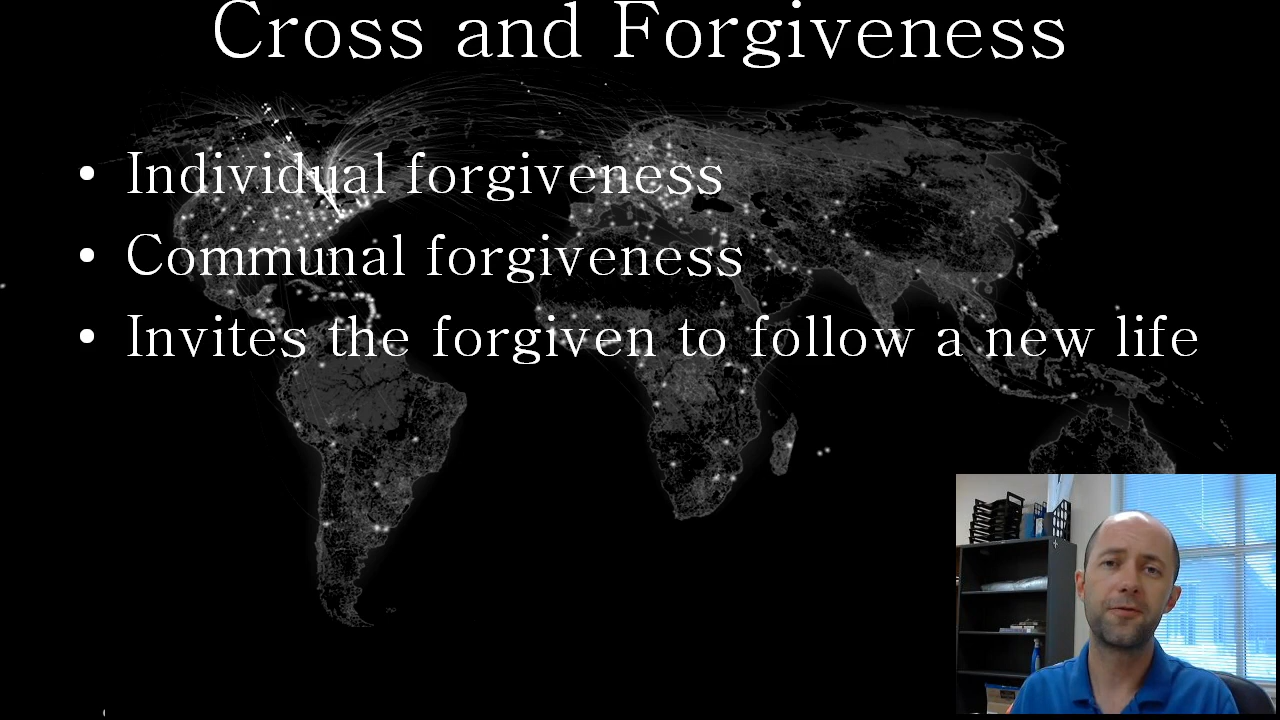 Cross and Forgiveness
• Individual forgiveness
• Communal forgiveness
• Invites the forgiven to follow a new life